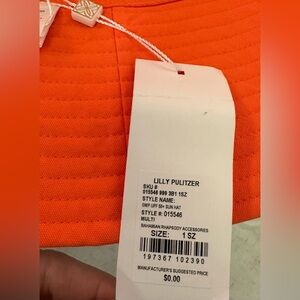 LILLY PULITZER
SKU #
015546 999 3B1 1SZ
STYLE NAME:
GWP UPF 50+ SUN HAT
STYLE #: 015546
MULTI
BAHAMIAN RHAPSODY ACCESSORIES
SIZE: 1 SZ
197367 102390
MANUFACTURER'S SUGGESTED PRICE
$0.00